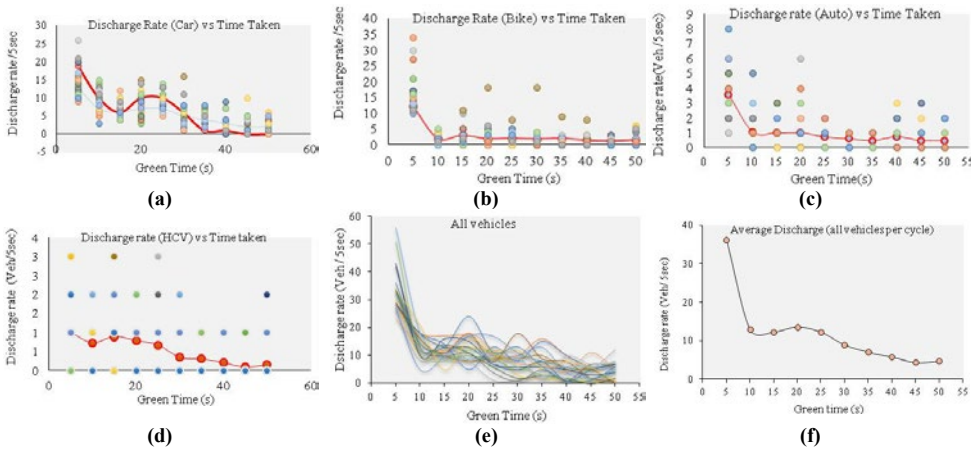 Discharge Rate (Car) vs Time Taken
Discharge rate/5sec
30
25
20
15
10
5
0
-5
0
20
40
60
Green Time (s)
(a)
Discharge Rate (Bike) vs Time Taken
Discharge rate/5sec
40
35
30
25
20
15
10
5
0
0 5 10 15 20 25 30 35 40 45 50
Green Time (s)
(b)
Discharge rate (Auto) vs Time Taken
Discharge rate(Veh/5sec)
9
8
7
6
5
4
3
2
1
0
0 5 10 15 20 25 30 35 40 45 50 55
Green Time(s)
(c)
Discharge rate (HCV) vs Time taken
Discharge rate (Veh/5sec)
4
3
3
2
2
1
1
0
0 10 20 30 40 50 60
Green Time (s)
(d)
All vehicles
Dsicharge rate (Veh / 5sec)
60
50
40
30
20
10
0
0 5 10 15 20 25 30 35 40 45 50 55
Green Time (s)
(e)
Average Discharge (all vehicles per cycle)
Discharge rate (Veh/ 5sec)
40
30
20
10
0
0 5 10 15 20 25 30 35 40 45 50 55
Green time (s)
(f)